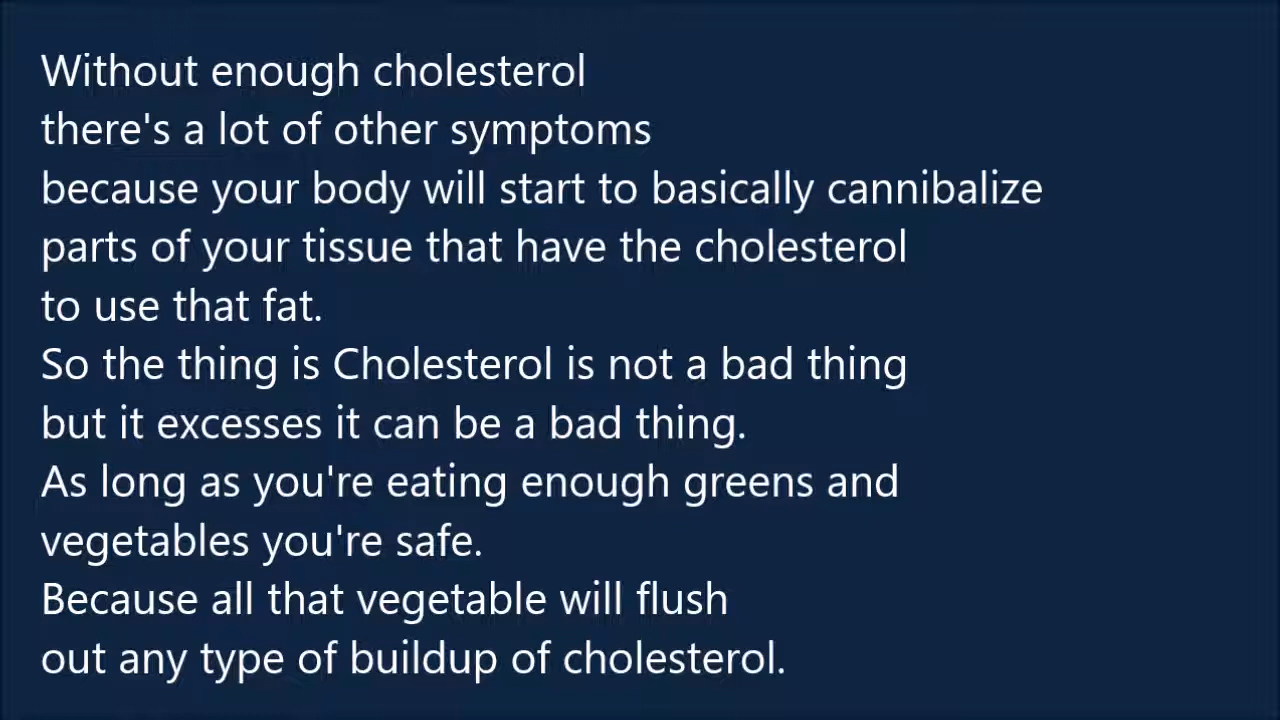 Without enough cholesterol
there's a lot of other symptoms
because your body will start to basically cannibalize
parts of your tissue that have the cholesterol
to use that fat.
So the thing is Cholesterol is not a bad thing
but it excesses it can be a bad thing.
As long as you're eating enough greens and
vegetables you're safe.
Because all that vegetable will flush
out any type of buildup of cholesterol.